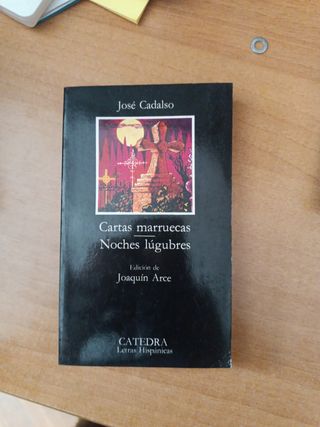 José Cadalso
Cartas marruecas
Noches lúgubres
Edición de
Joaquín Arce
CATEDRA
Letras Hispánicas